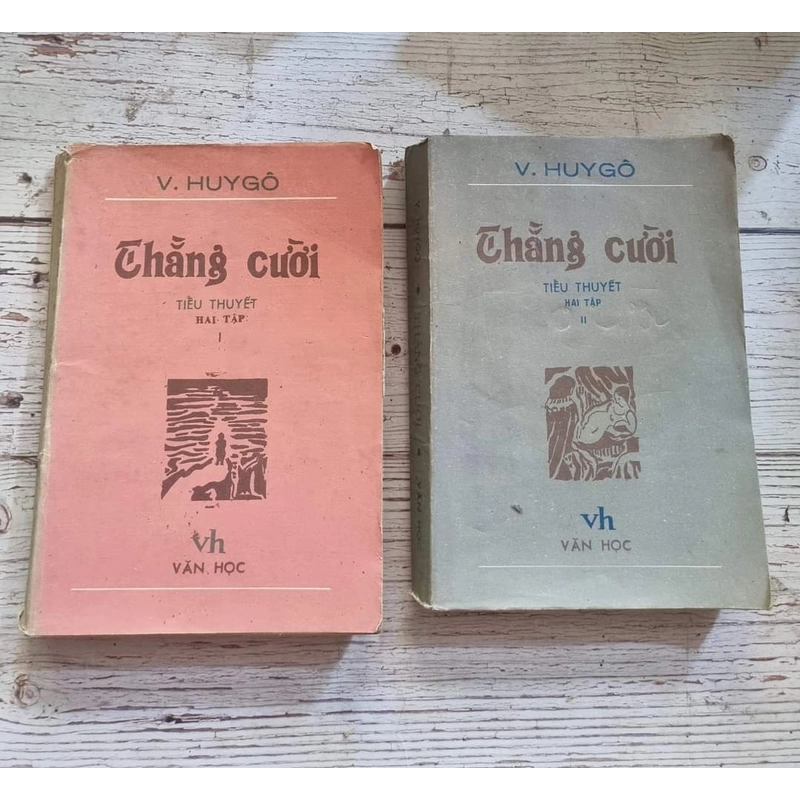 V. HUYGÔ
Thằng cười
TIỂU THUYẾT
HAI TẬP
I
vh
VĂN HỌC
V. HUYGÔ
Thằng cười
TIỂU THUYẾT
HAI TẬP
II
vh
VĂN HỌC